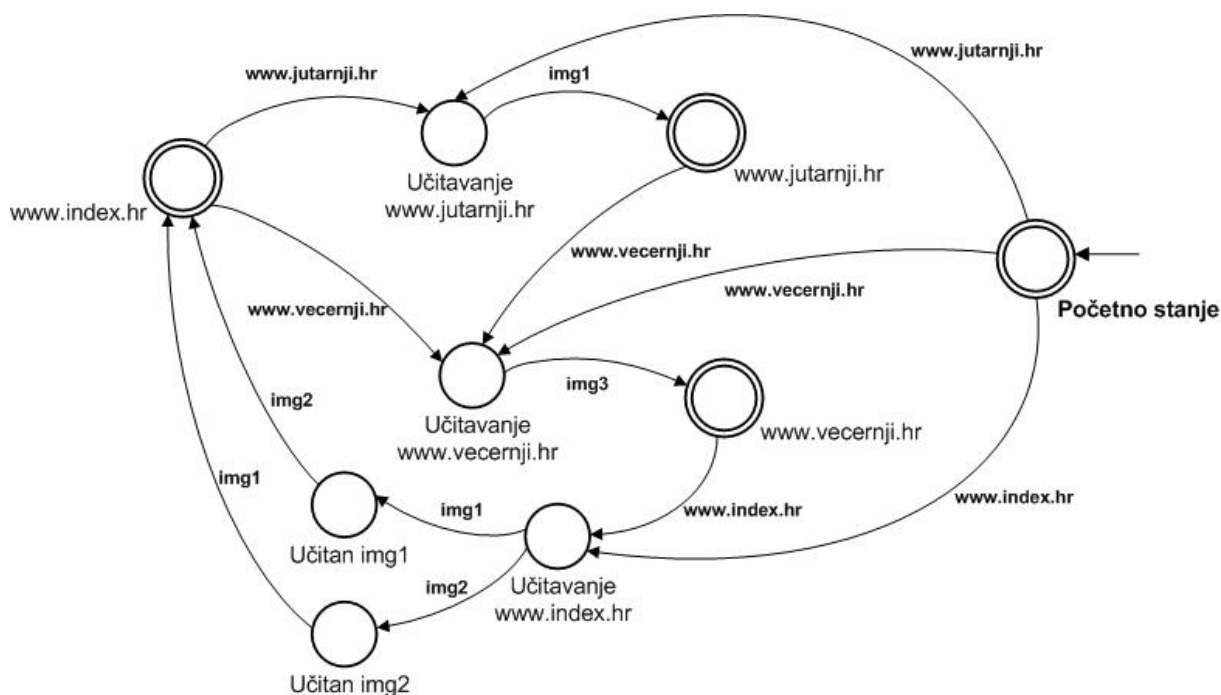 www.jutarnji.hr
www.jutarnji.hr
img1
Učitavanje
www.jutarnji.hr
www.jutarnji.hr
www.index.hr
www.vecernji.hr
www.vecernji.hr
www.vecernji.hr
Početno stanje
img3
img2
Učitavanje
www.vecernji.hr
www.vecernji.hr
img1
img1
www.index.hr
www.index.hr
Učitan img1
Učitavanje
www.index.hr
img2
Učitan img2